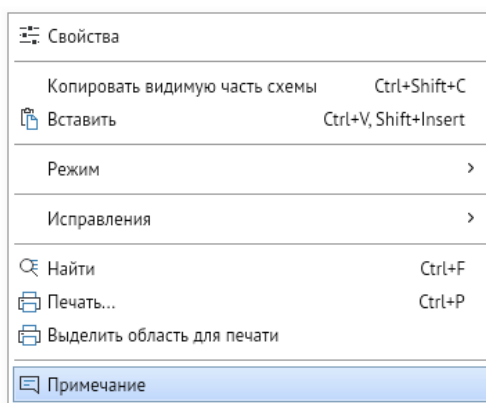 Свойства
Копировать видимую часть схемы Ctrl+Shift+C
Вставить Ctrl+V, Shift+Insert
Режим
Исправления
Найти Ctrl+F
Печать... Ctrl+P
Выделить область для печати
Примечание